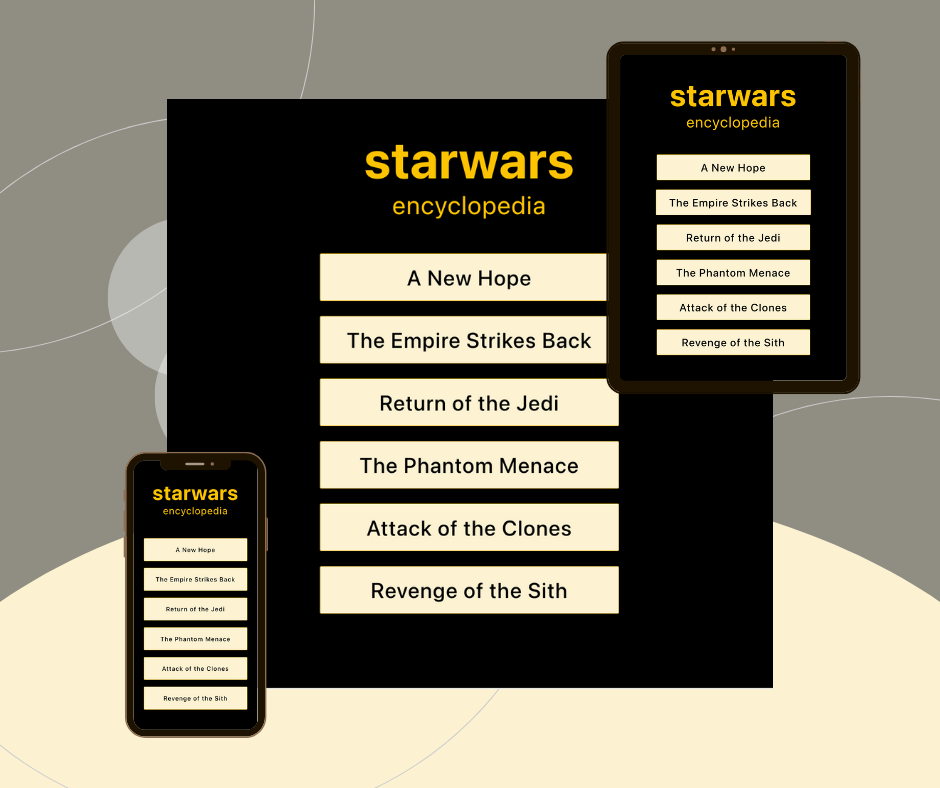 starwars
encyclopedia
A New Hope
The Empire Strikes Back
Return of the Jedi
The Phantom Menace
Attack of the Clones
Revenge of the Sith
starwars
encyclopedia
A New Hope
The Empire Strikes Back
Return of the Jedi
The Phantom Menace
Attack of the Clones
Revenge of the Sith
starwars
encyclopedia
A New Hope
The Empire Strikes Back
Return of the Jedi
The Phantom Menace
Attack of the Clones
Revenge of the Sith